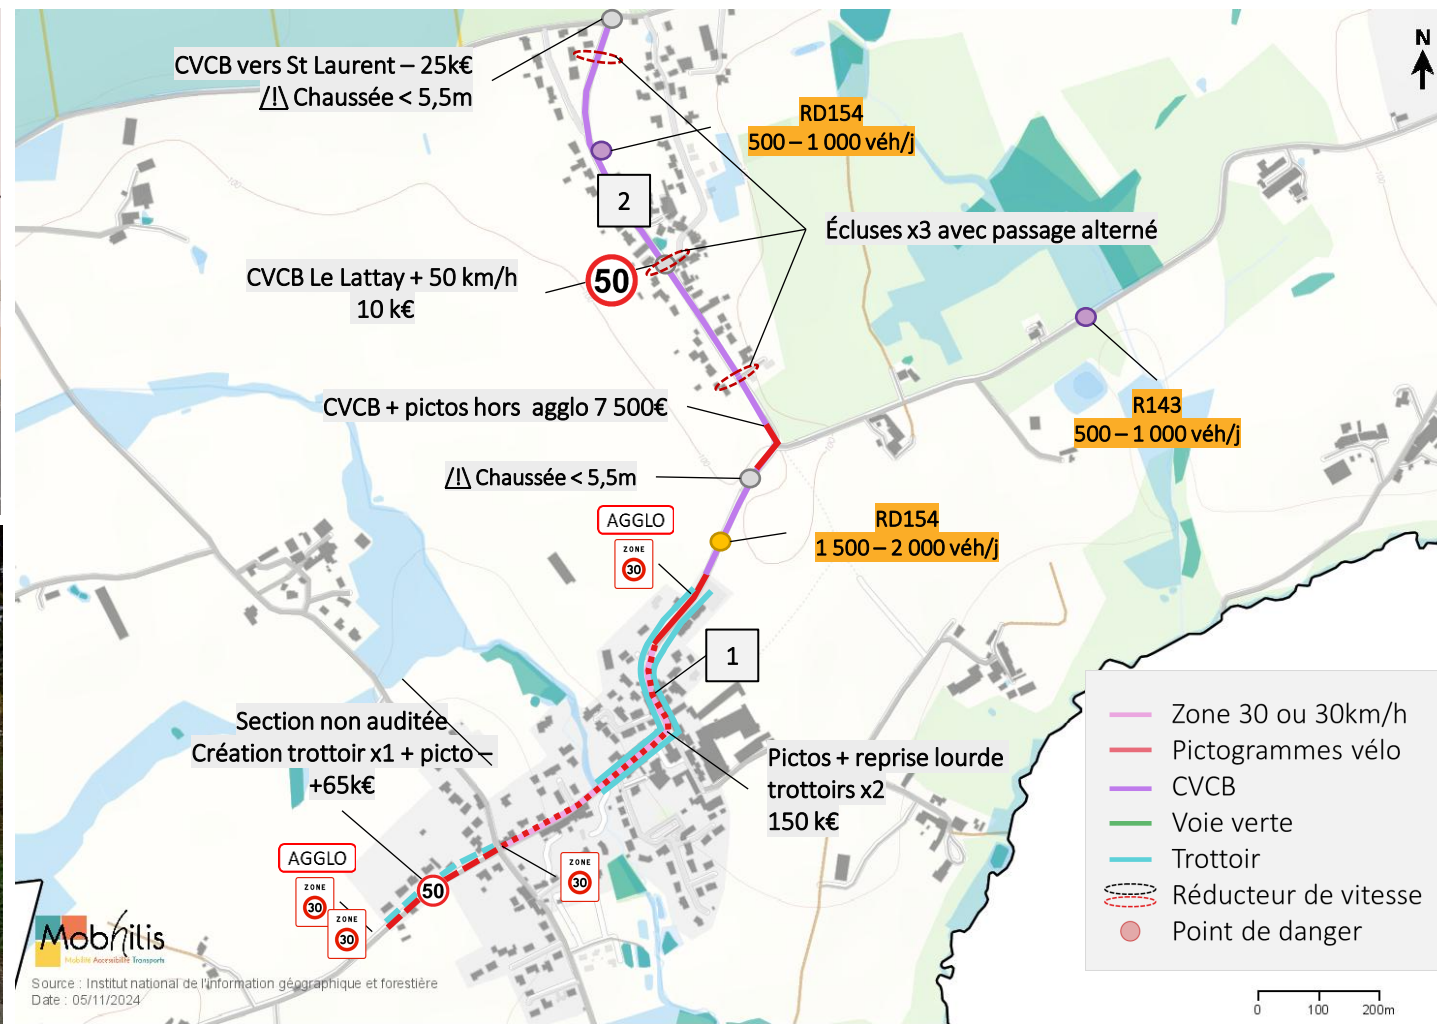 CVCB vers St Laurent – 25k€
/!\ Chaussée < 5,5m
N
RD154
500 – 1 000 véh/j
2
Écluses x3 avec passage alterné
CVCB Le Lattay + 50 km/h
10 k€
50
CVCB + pictos hors agglo 7 500€
R143
500 – 1 000 véh/j
/!\ Chaussée < 5,5m
AGGLO
ZONE
30
RD154
1 500 – 2 000 véh/j
1
Section non auditée
Création trottoir x1 + picto –
+65k€
Pictos + reprise lourde
trottoirs x2
150 k€
AGGLO
ZONE
30
ZONE
30
50
ZONE
30
Zone 30 ou 30km/h
Pictogrammes vélo
CVCB
Voie verte
Trottoir
Réducteur de vitesse
Point de danger
Mobhilis
Mobilité Accessibilité Transports
Source : Institut national de l'information géographique et forestière
Date : 05/11/2024
0 100 200m